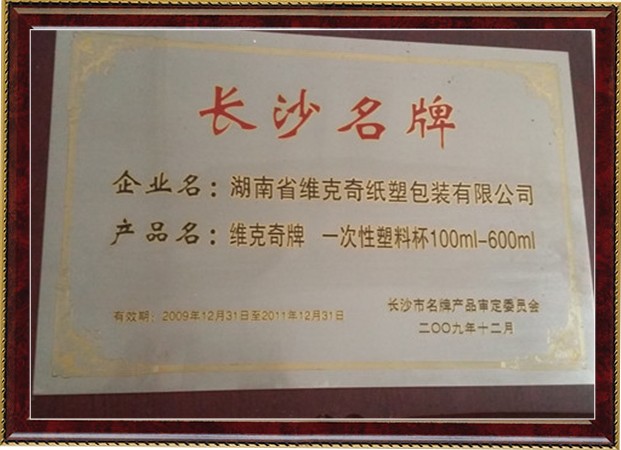 长沙名牌
企业名：湖南省维克奇纸塑包装有限公司
产品名：维克奇牌 一次性塑料杯100ml-600ml
有效期：2009年12月31日至2011年12月31日
长沙市名牌产品审定委员会
二〇〇九年十二月